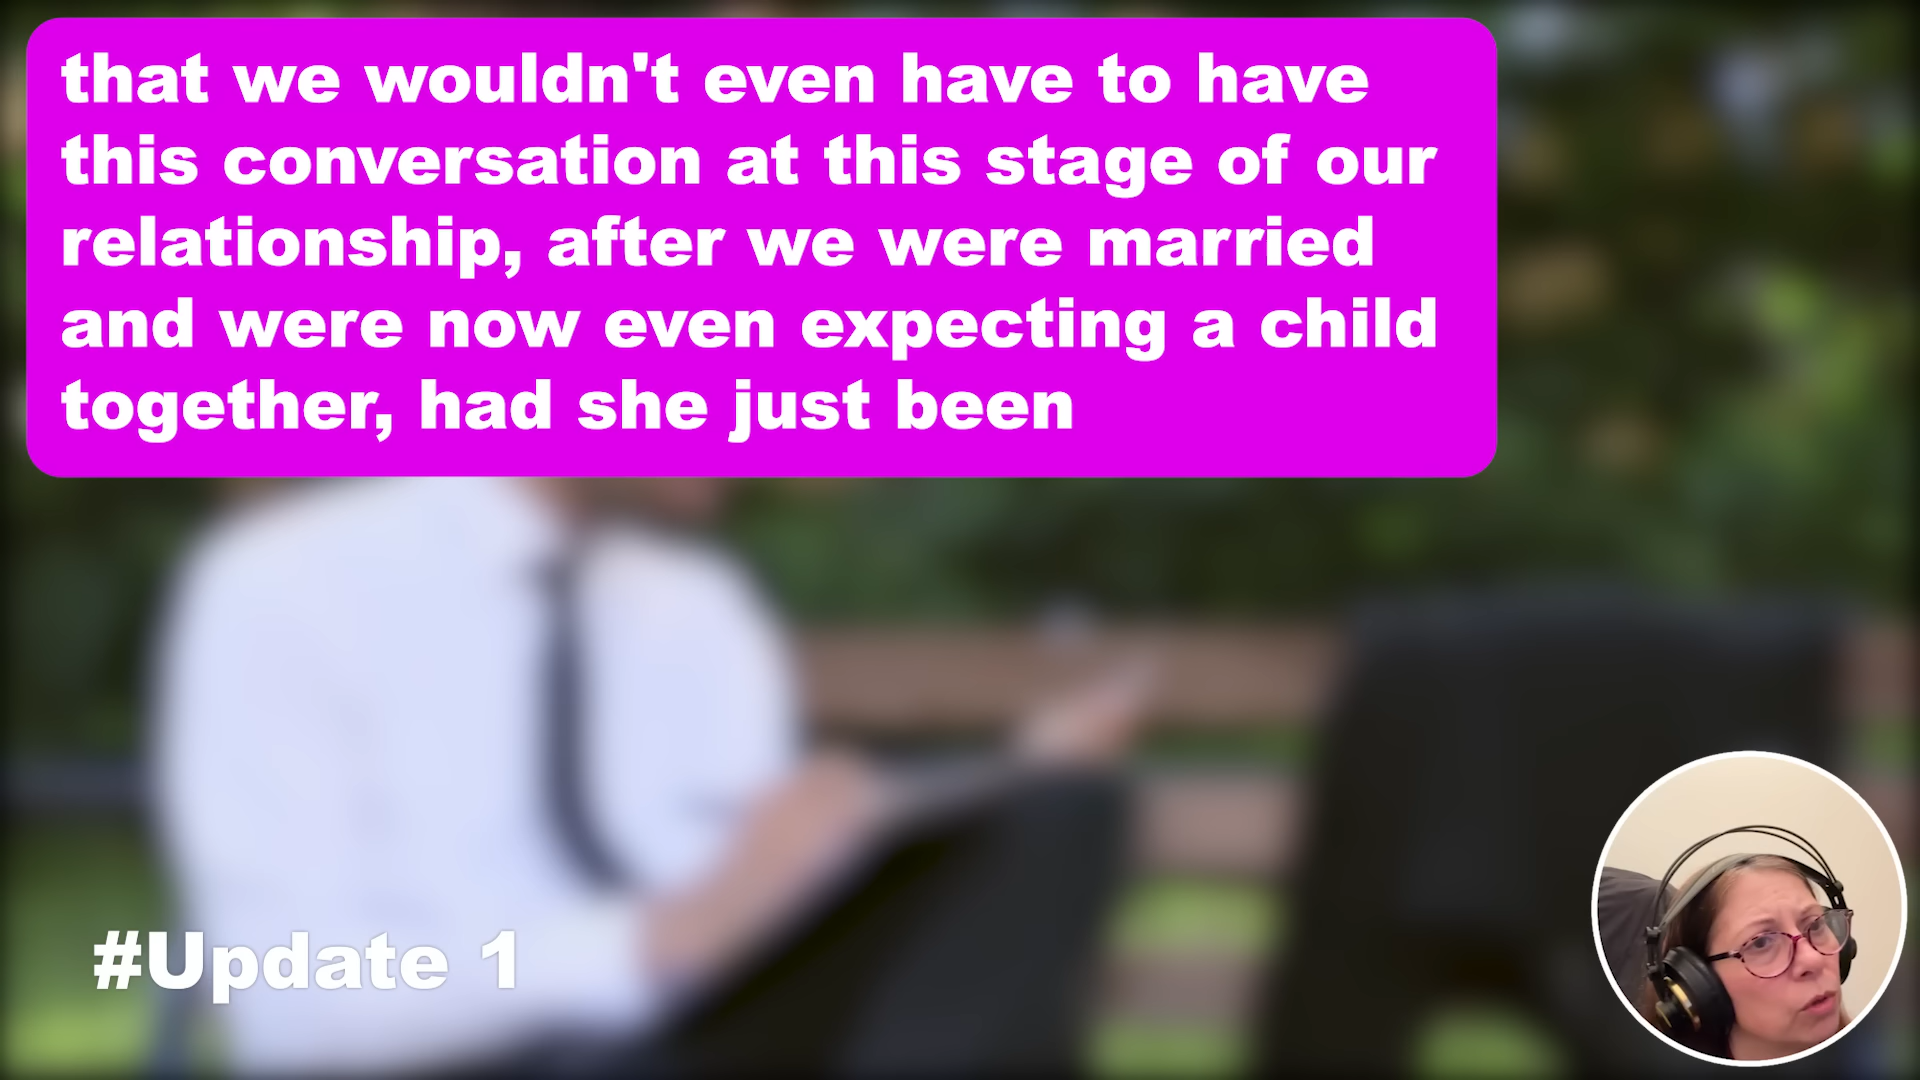 that we wouldn't even have to have
this conversation at this stage of our
relationship, after we were married
and were now even expecting a child
together, had she just been
#Update 1